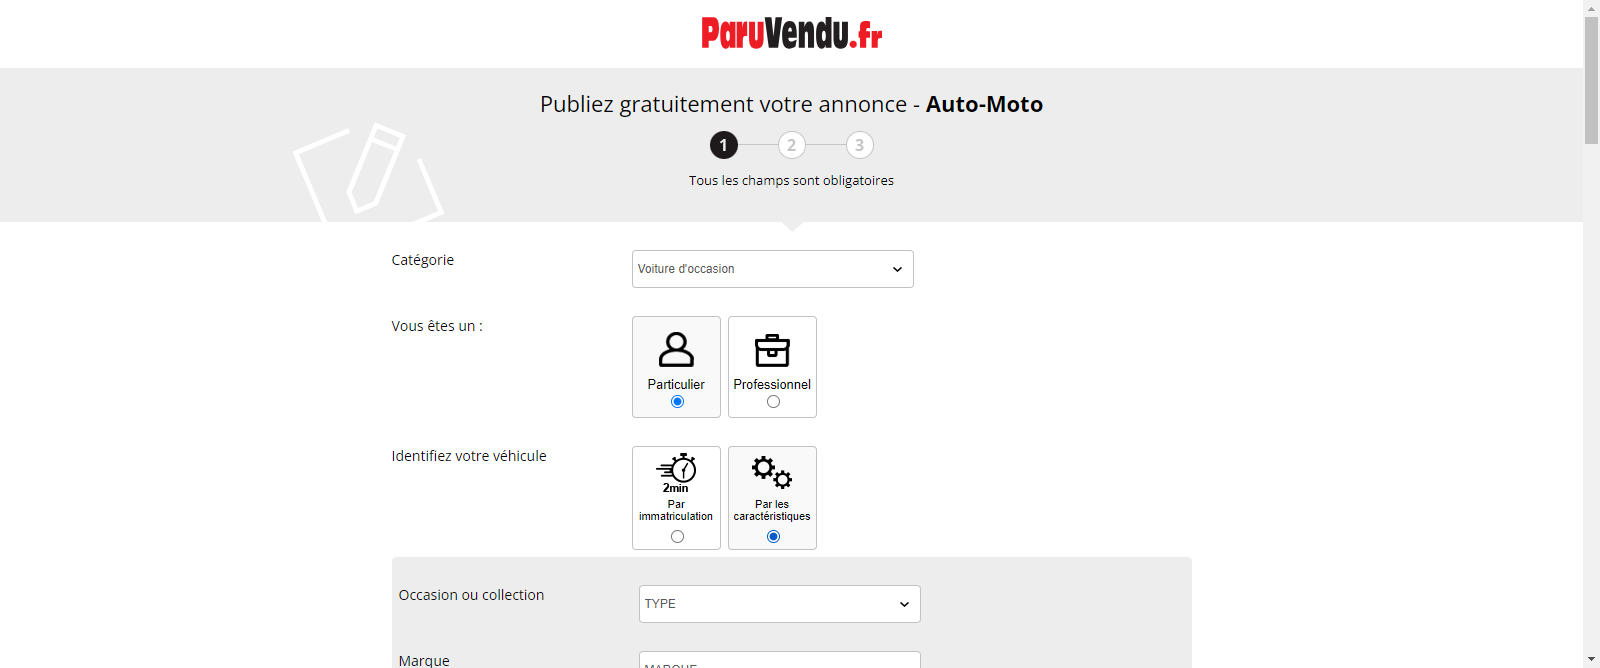 ParuVendu.fr
Publiez gratuitement votre annonce - Auto-Moto
1 2 3
Tous les champs sont obligatoires
Catégorie
Voiture d'occasion
Vous êtes un :
Particulier
Professionnel
Identifiez votre véhicule
2min
Par
immatriculation
Par les
caractéristiques
Occasion ou collection
TYPE
Marque
MARQUE